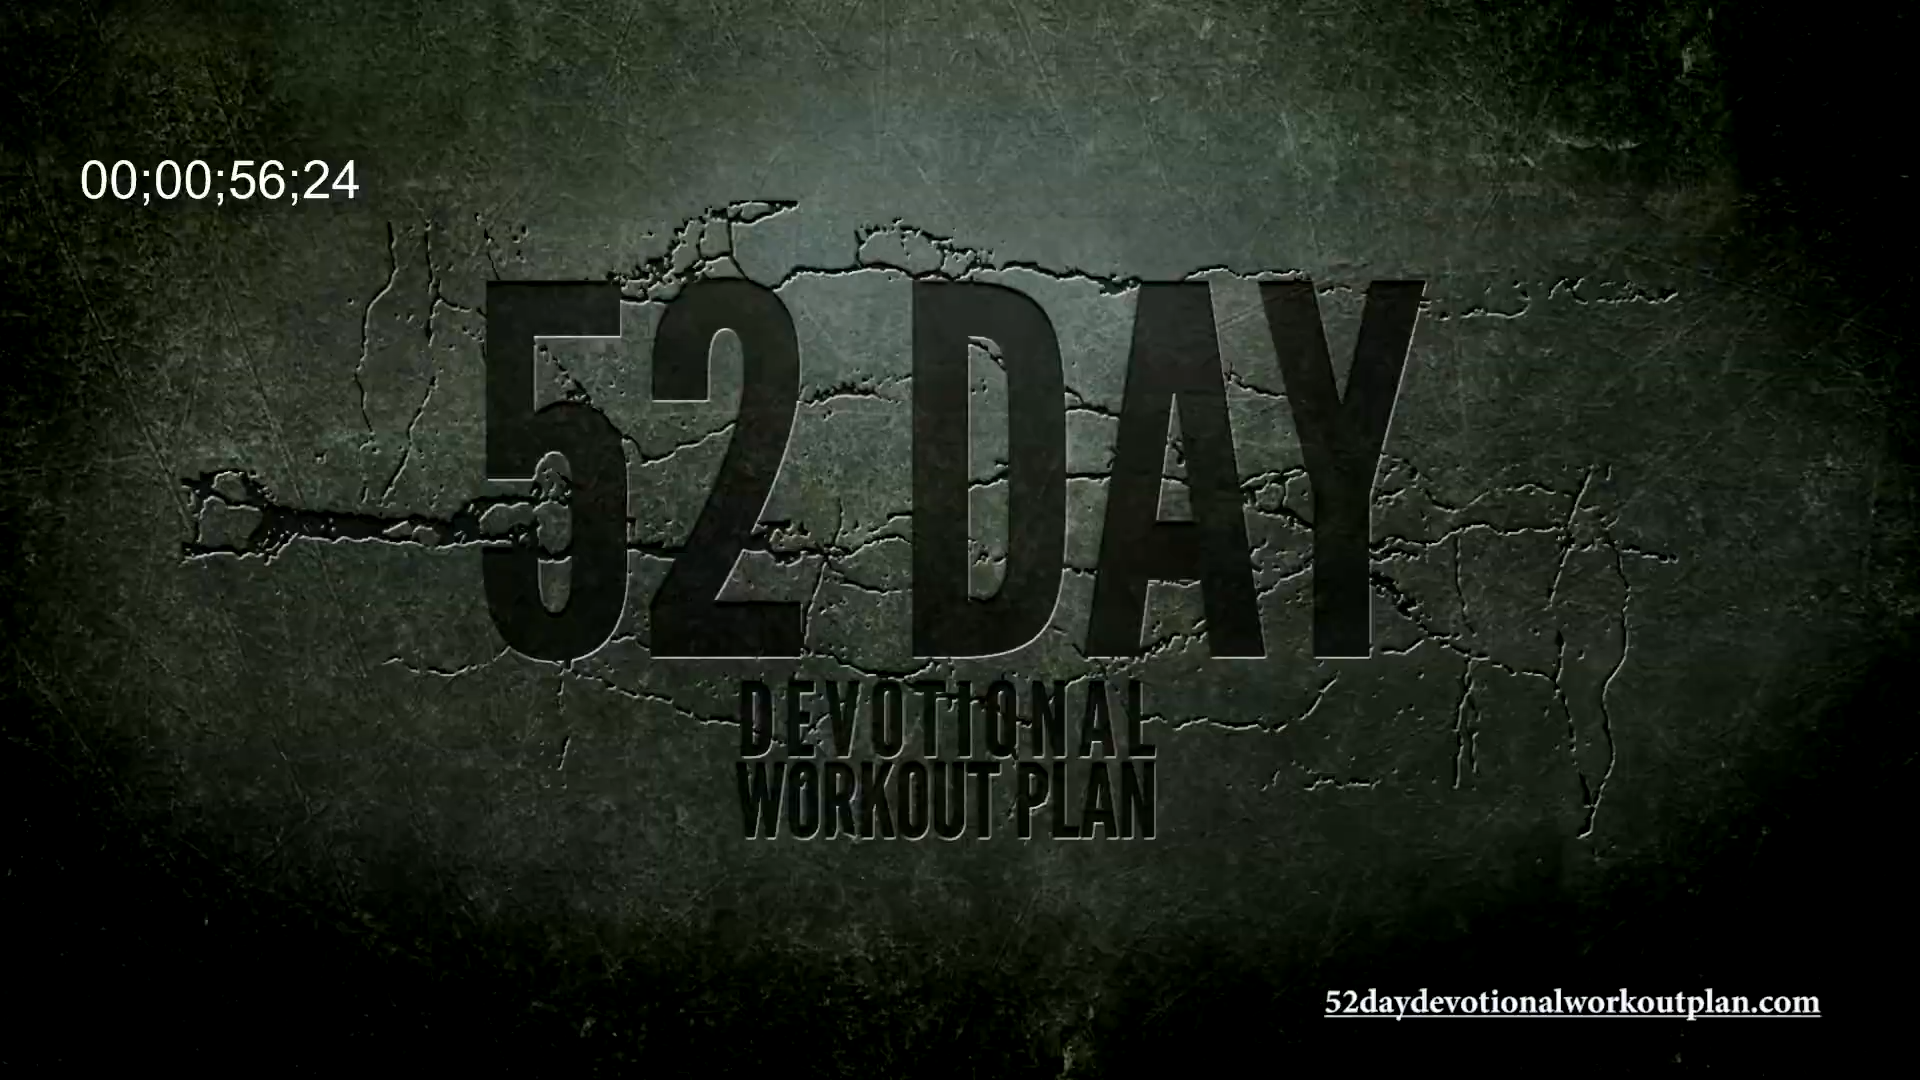 00;00;56;24
52 DAY
DEVOTIONAL
WORKOUT PLAN
52daydevotionalworkoutplan.com